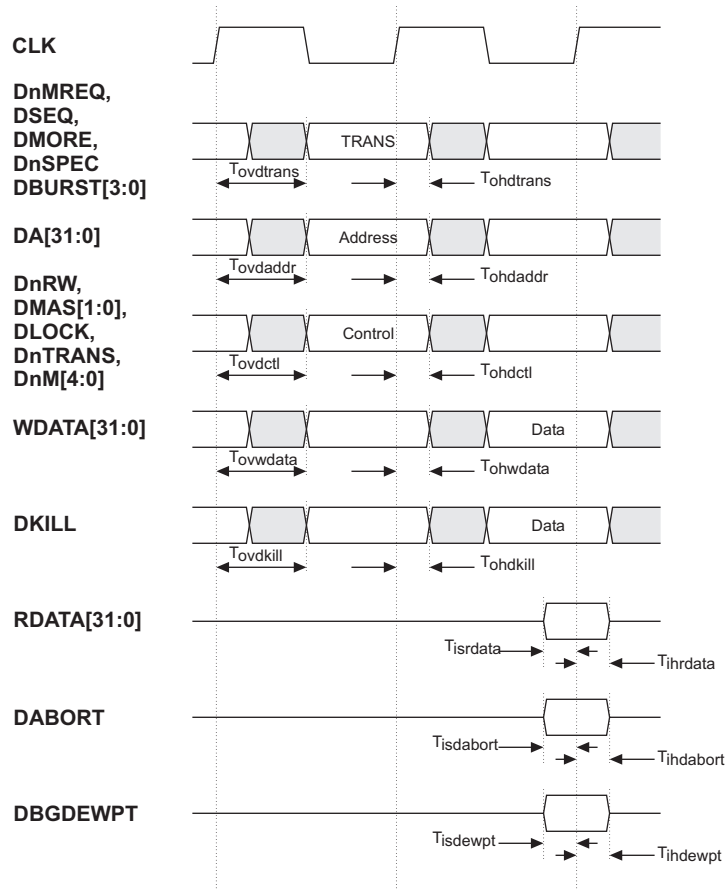 CLK
DnMREQ,
DSEQ,
DMORE,
DnSPEC
DBURST[3:0]
TRANS
Tovdtrans
Tohdtrans
DA[31:0]
Address
Tovdaddr
Tohdaddr
DnRW,
DMAS[1:0],
DLOCK,
DnTRANS,
DnM[4:0]
Control
Tovdctl
Tohdctl
WDATA[31:0]
Data
Tovwdata
Tohwdata
DKILL
Data
Tovdkill
Tohdkill
RDATA[31:0]
Tisrdata
Tihrdata
DABORT
Tisdabort
Tihdabort
DBGDEWPT
Tisdewpt
Tihdewpt